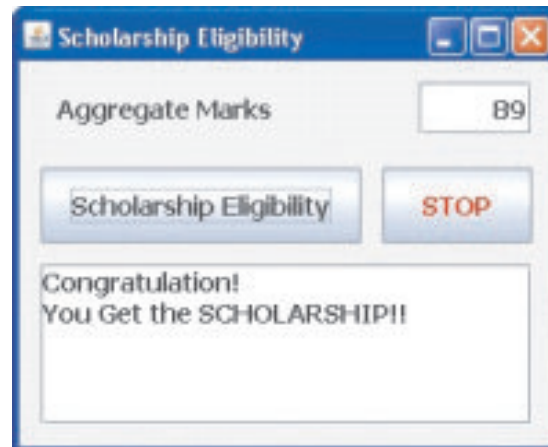 Scholarship Eligibility
Aggregate Marks
89
Scholarship Eligibility
STOP
Congratulation!
You Get the SCHOLARSHIP!!